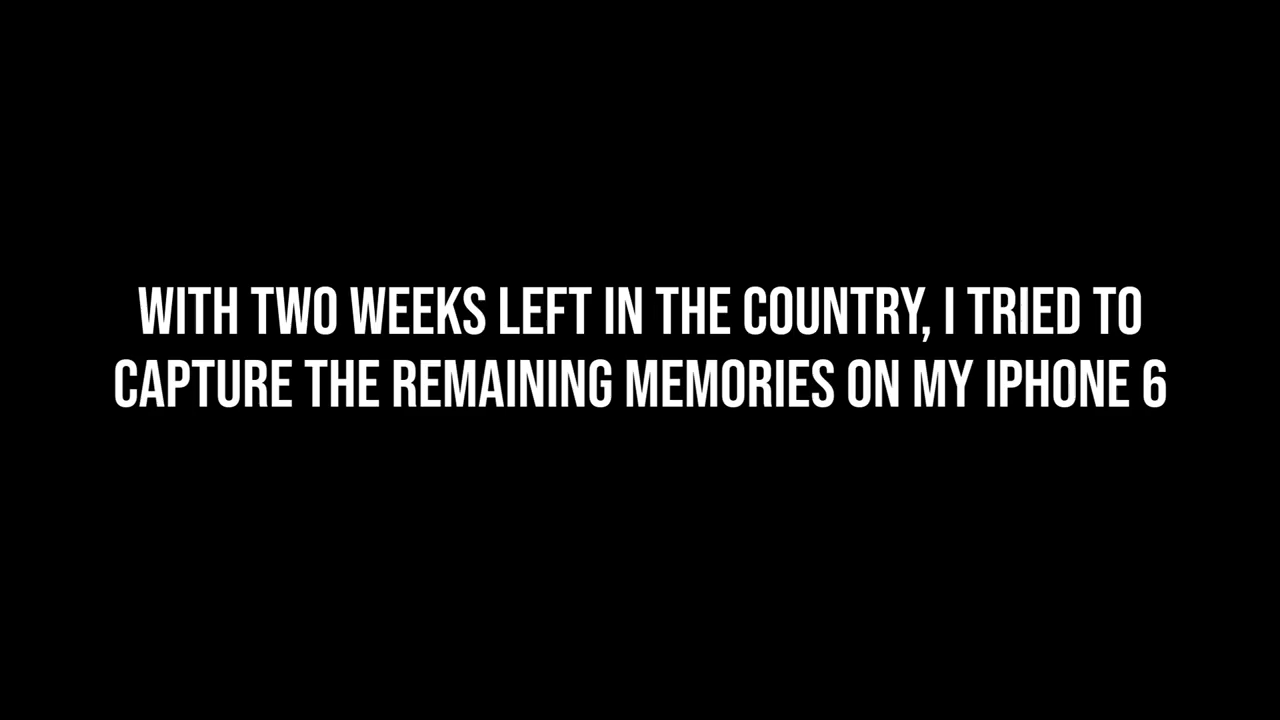 WITH TWO WEEKS LEFT IN THE COUNTRY, I TRIED TO
CAPTURE THE REMAINING MEMORIES ON MY IPHONE 6